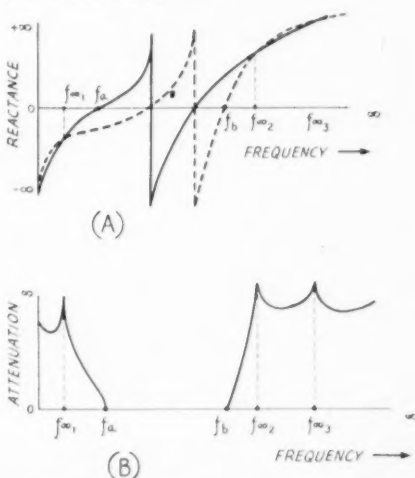 +∞
REACTANCE
f∞₁ fa
0
fb f∞₂ f∞₃
∞
FREQUENCY
-∞
(A)
∞
ATTENUATION
0
f∞₁ fa fb f∞₂ f∞₃
∞
FREQUENCY
(B)